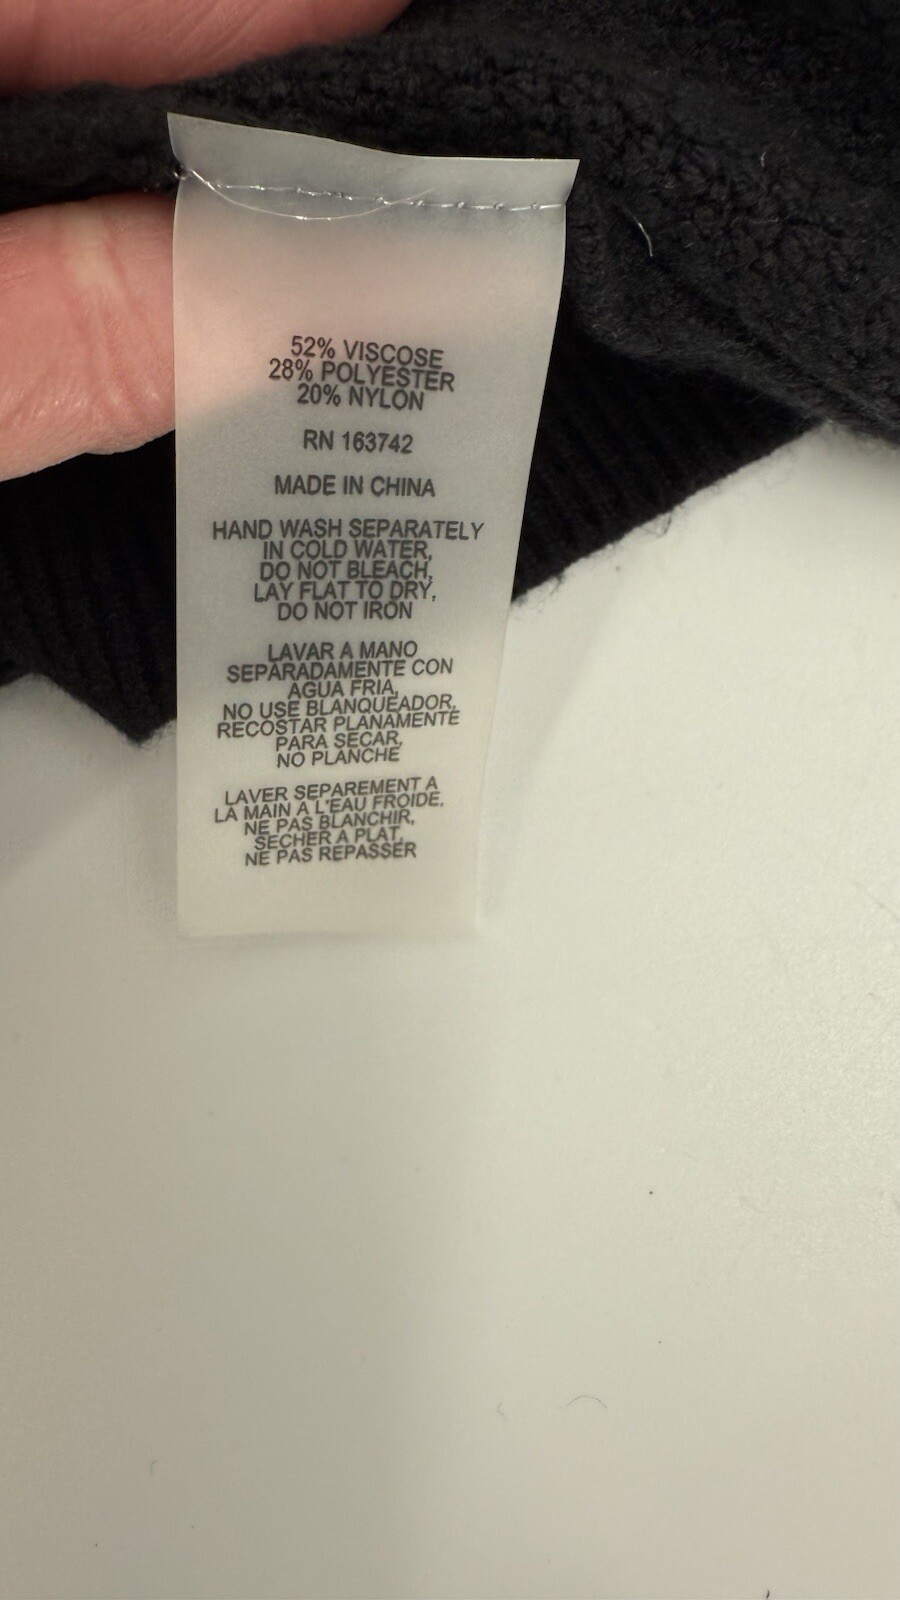 52% VISCOSE
28% POLYESTER
20% NYLON
RN 163742
MADE IN CHINA
HAND WASH SEPARATELY
IN COLD WATER,
DO NOT BLEACH,
LAY FLAT TO DRY,
DO NOT IRON
LAVAR A MANO
SEPARADAMENTE CON
AGUA FRIA,
NO USE BLANQUEADOR,
RECOSTAR PLANAMENTE
PARA SECAR,
NO PLANCHE
LAVER SEPAREMENT A
LA MAIN A L'EAU FROIDE,
NE PAS BLANCHIR,
SECHER A PLAT,
NE PAS REPASSER